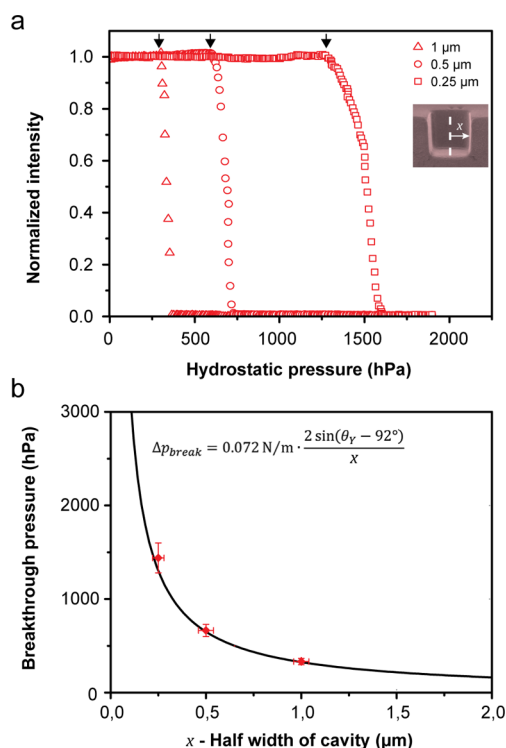 a
1.0
0.8
0.6
0.4
0.2
0.0
Normalized intensity
1 µm
0.5 µm
0.25 µm
x
0
500
1000
1500
2000
Hydrostatic pressure (hPa)
b
3000
2000
1000
0
Breakthrough pressure (hPa)
Δp_break = 0.072 N/m · 2 sin(θ_Y − 92°) / x
0,0
0,5
1,0
1,5
2,0
x - Half width of cavity (µm)